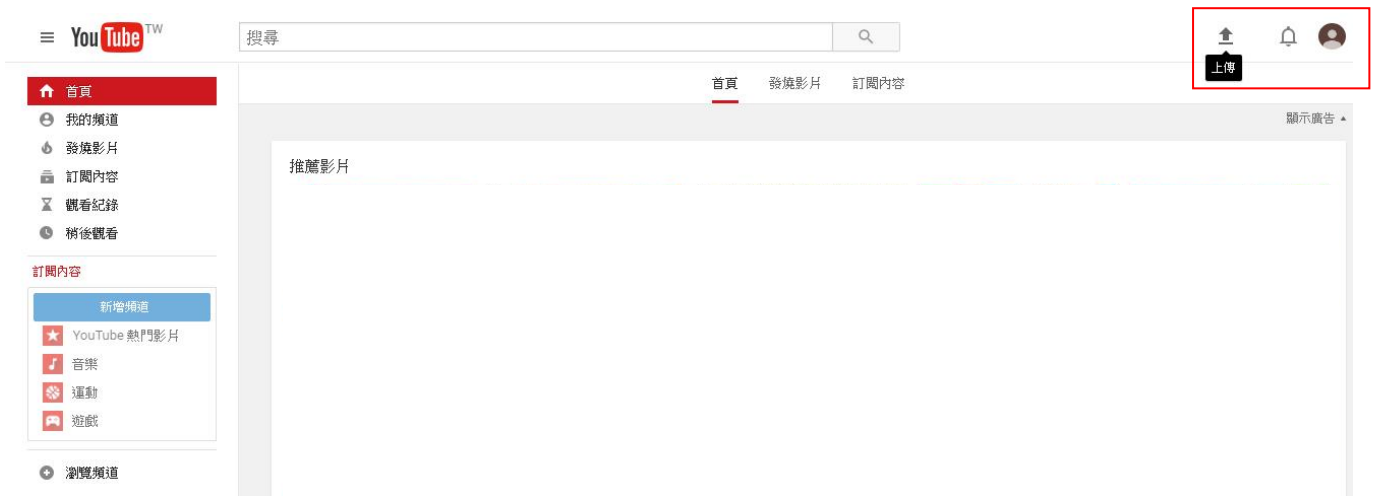 YouTube TW
搜尋
上傳
首頁 發燒影片 訂閱內容
顯示廣告
首頁
我的頻道
發燒影片
訂閱內容
觀看紀錄
稍後觀看
訂閱內容
新增頻道
YouTube 熱門影片
音樂
運動
遊戲
瀏覽頻道
推薦影片